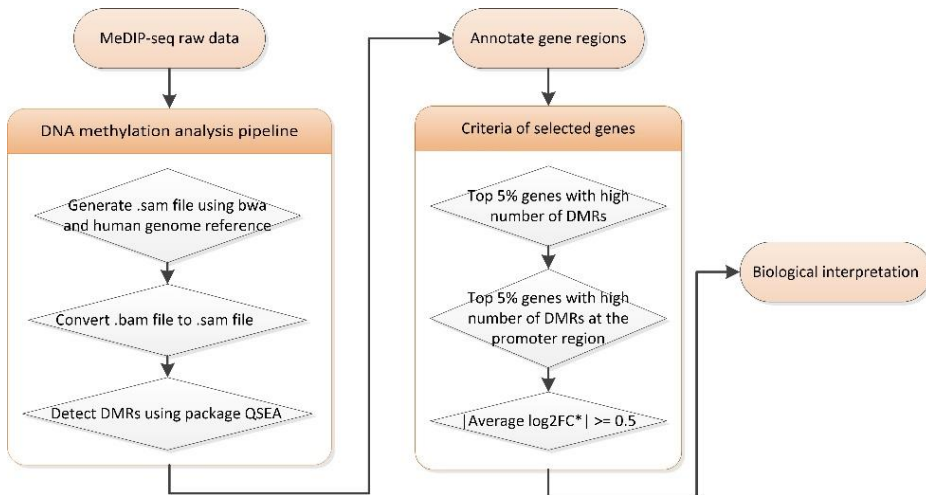 MeDIP-seq raw data
DNA methylation analysis pipeline
Generate .sam file using bwa
and human genome reference
Convert .bam file to .sam file
Detect DMRs using package QSEA
Annotate gene regions
Criteria of selected genes
Top 5% genes with high
number of DMRs
Top 5% genes with high
number of DMRs at the
promoter region
|Average log2FC*| >= 0.5
Biological interpretation